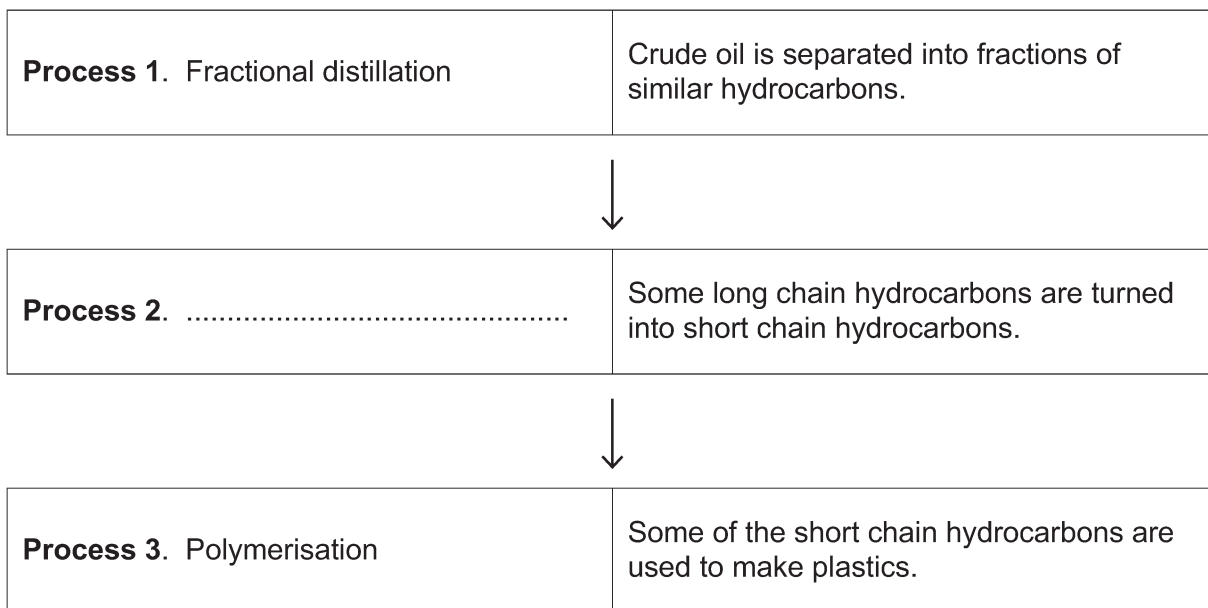 Process 1. Fractional distillation
Crude oil is separated into fractions of
similar hydrocarbons.
Process 2. ...............................................
Some long chain hydrocarbons are turned
into short chain hydrocarbons.
Process 3. Polymerisation
Some of the short chain hydrocarbons are
used to make plastics.